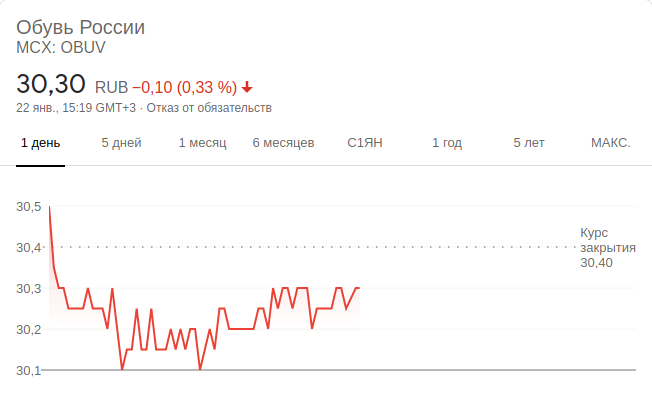 Обувь России
MCX: OBUV
30,30 RUB −0,10 (0,33 %)
22 янв., 15:19 GMT+3 · Отказ от обязательств
1 день 5 дней 1 месяц 6 месяцев С1ЯН 1 год 5 лет МАКС.
30,5
30,4
30,3
30,2
30,1
Курс
закрытия
30,40